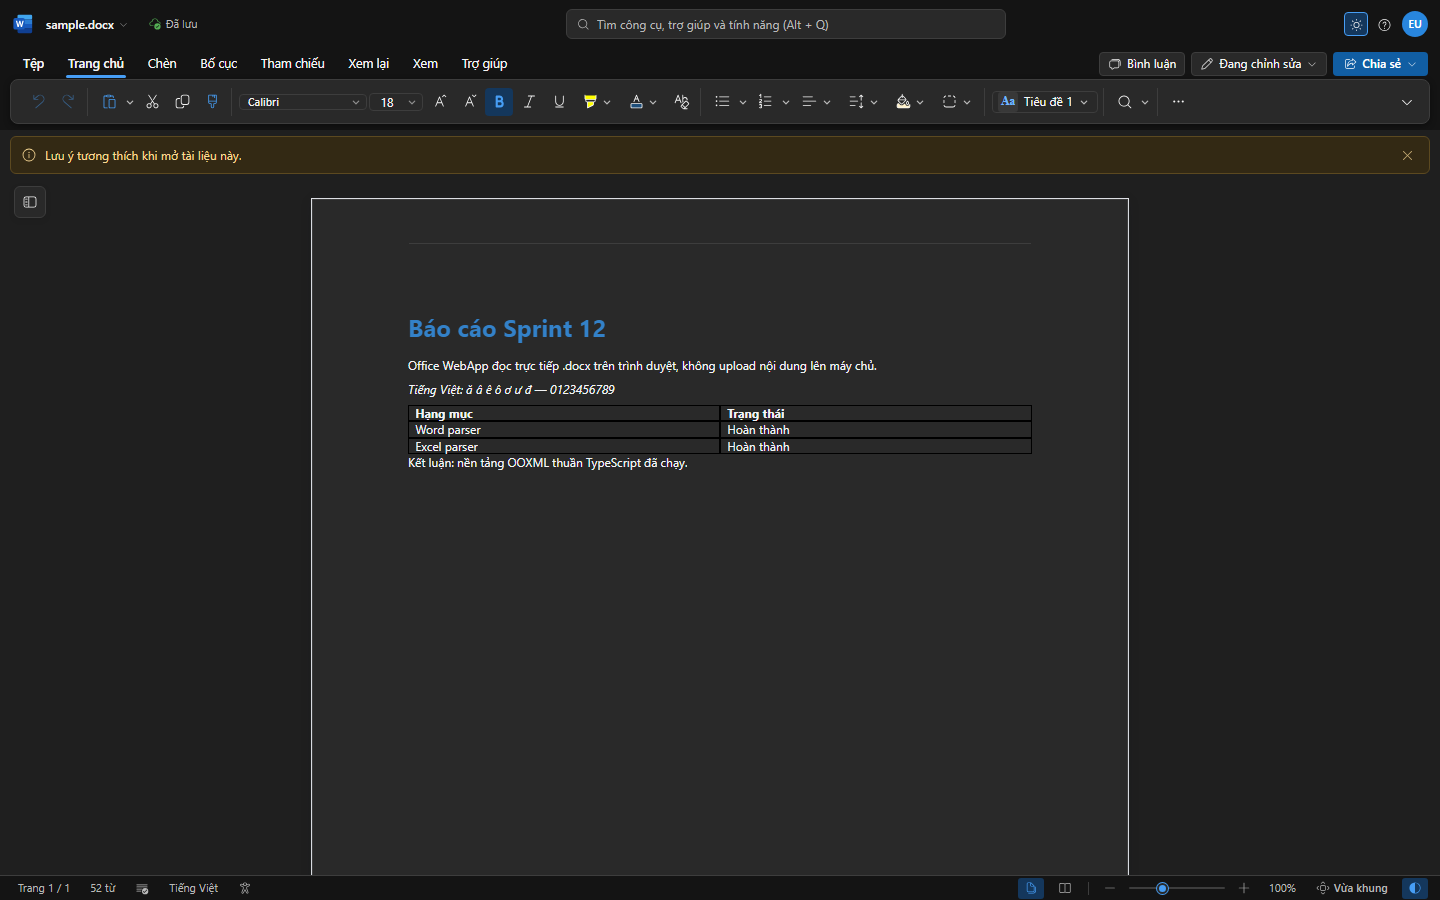 W
sample.docx
Đã lưu
Tìm công cụ, trợ giúp và tính năng (Alt + Q)
EU
Tệp
Trang chủ
Chèn
Bố cục
Tham chiếu
Xem lại
Xem
Trợ giúp
Bình luận
Đang chỉnh sửa
Chia sẻ
Calibri
18
B
I
U
Aa Tiêu đề 1
Lưu ý tương thích khi mở tài liệu này.
Báo cáo Sprint 12
Office WebApp đọc trực tiếp .docx trên trình duyệt, không upload nội dung lên máy chủ.
Tiếng Việt: ă â ê ô ơ ư đ — 0123456789
Hạng mục Trạng thái
Word parser Hoàn thành
Excel parser Hoàn thành
Kết luận: nền tảng OOXML thuần TypeScript đã chạy.
Trang 1 / 1
52 từ
Tiếng Việt
100%
Vừa khung